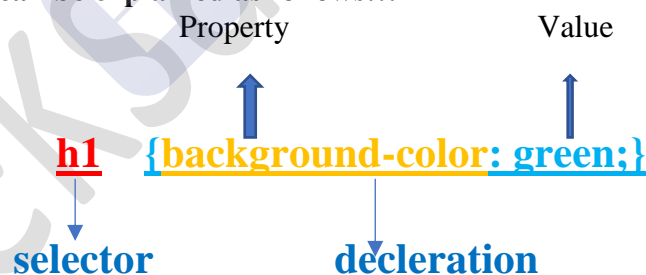 Property Value
h1 {background-color: green;}
selector decleration